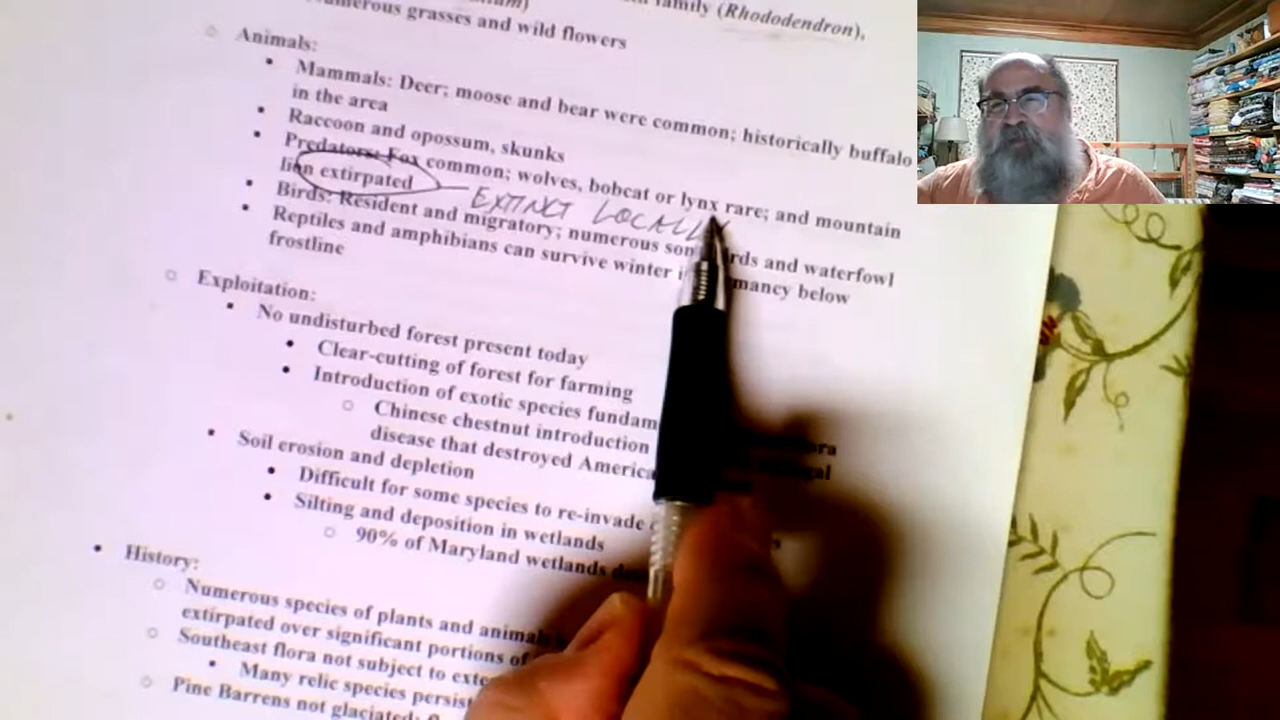 family (Rhododendron),
numerous grasses and wild flowers
○ Animals:
• Mammals: Deer; moose and bear were common; historically buffalo
in the area
• Raccoon and opossum, skunks
• Predators: Fox common; wolves, bobcat or lynx rare; and mountain
lion extirpated
EXTINCT LOCALLY
• Birds: Resident and migratory; numerous son rds and waterfowl
• Reptiles and amphibians can survive winter i mancy below
frostline
○ Exploitation:
• No undisturbed forest present today
• Clear-cutting of forest for farming
• Introduction of exotic species fundam
○ Chinese chestnut introduction
disease that destroyed America
• Soil erosion and depletion
• Difficult for some species to re-invade
• Silting and deposition in wetlands
○ 90% of Maryland wetlands
• History:
○ Numerous species of plants and animals
extirpated over significant portions of
○ Southeast flora not subject to exte
• Many relic species persist
○ Pine Barrens not glaciated;